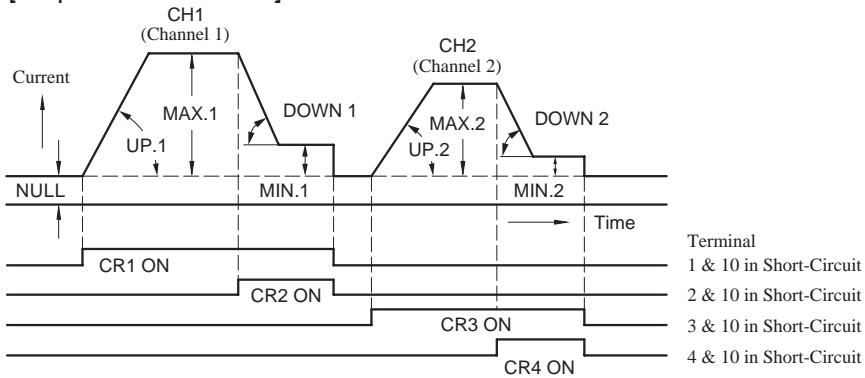 CH1
(Channel 1)
CH2
(Channel 2)
Current
MAX.1
DOWN 1
UP.1
MAX.2
DOWN 2
UP.2
NULL
MIN.1
MIN.2
Time
Terminal
CR1 ON
1 & 10 in Short-Circuit
CR2 ON
2 & 10 in Short-Circuit
CR3 ON
3 & 10 in Short-Circuit
CR4 ON
4 & 10 in Short-Circuit